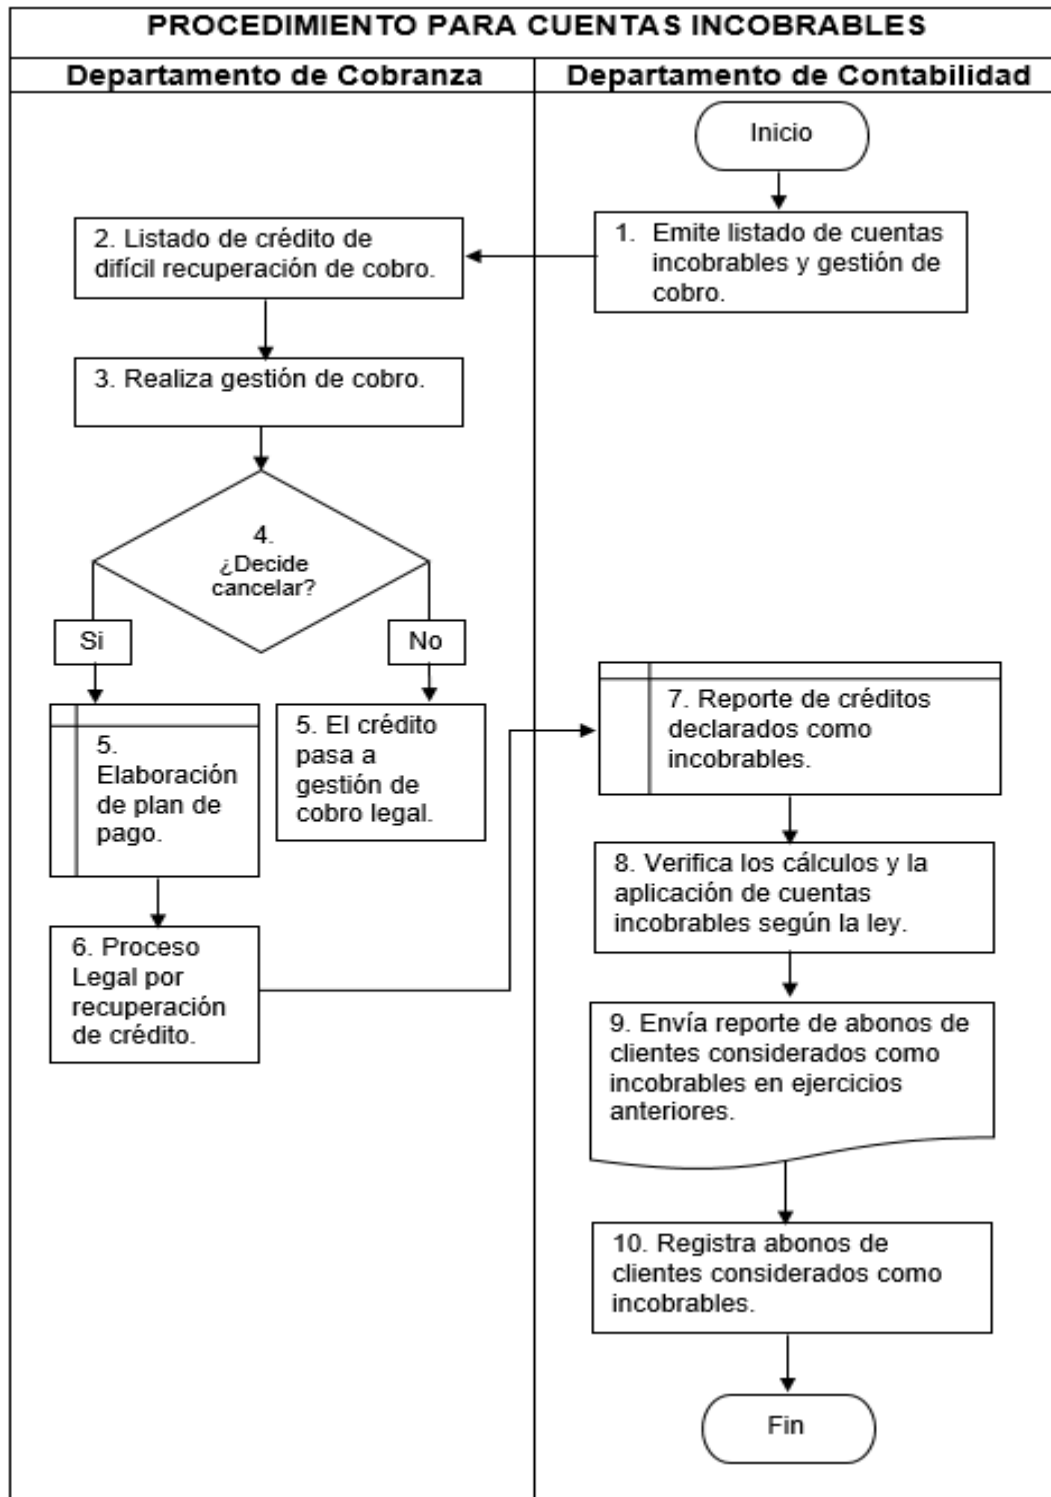 PROCEDIMIENTO PARA CUENTAS INCOBRABLES
Departamento de Cobranza
Departamento de Contabilidad
Inicio
1. Emite listado de cuentas
incobrables y gestión de
cobro.
2. Listado de crédito de
difícil recuperación de cobro.
3. Realiza gestión de cobro.
4.
¿Decide
cancelar?
Si
No
5.
Elaboración
de plan de
pago.
5. El crédito
pasa a
gestión de
cobro legal.
6. Proceso
Legal por
recuperación
de crédito.
7. Reporte de créditos
declarados como
incobrables.
8. Verifica los cálculos y la
aplicación de cuentas
incobrables según la ley.
9. Envía reporte de abonos de
clientes considerados como
incobrables en ejercicios
anteriores.
10. Registra abonos de
clientes considerados como
incobrables.
Fin